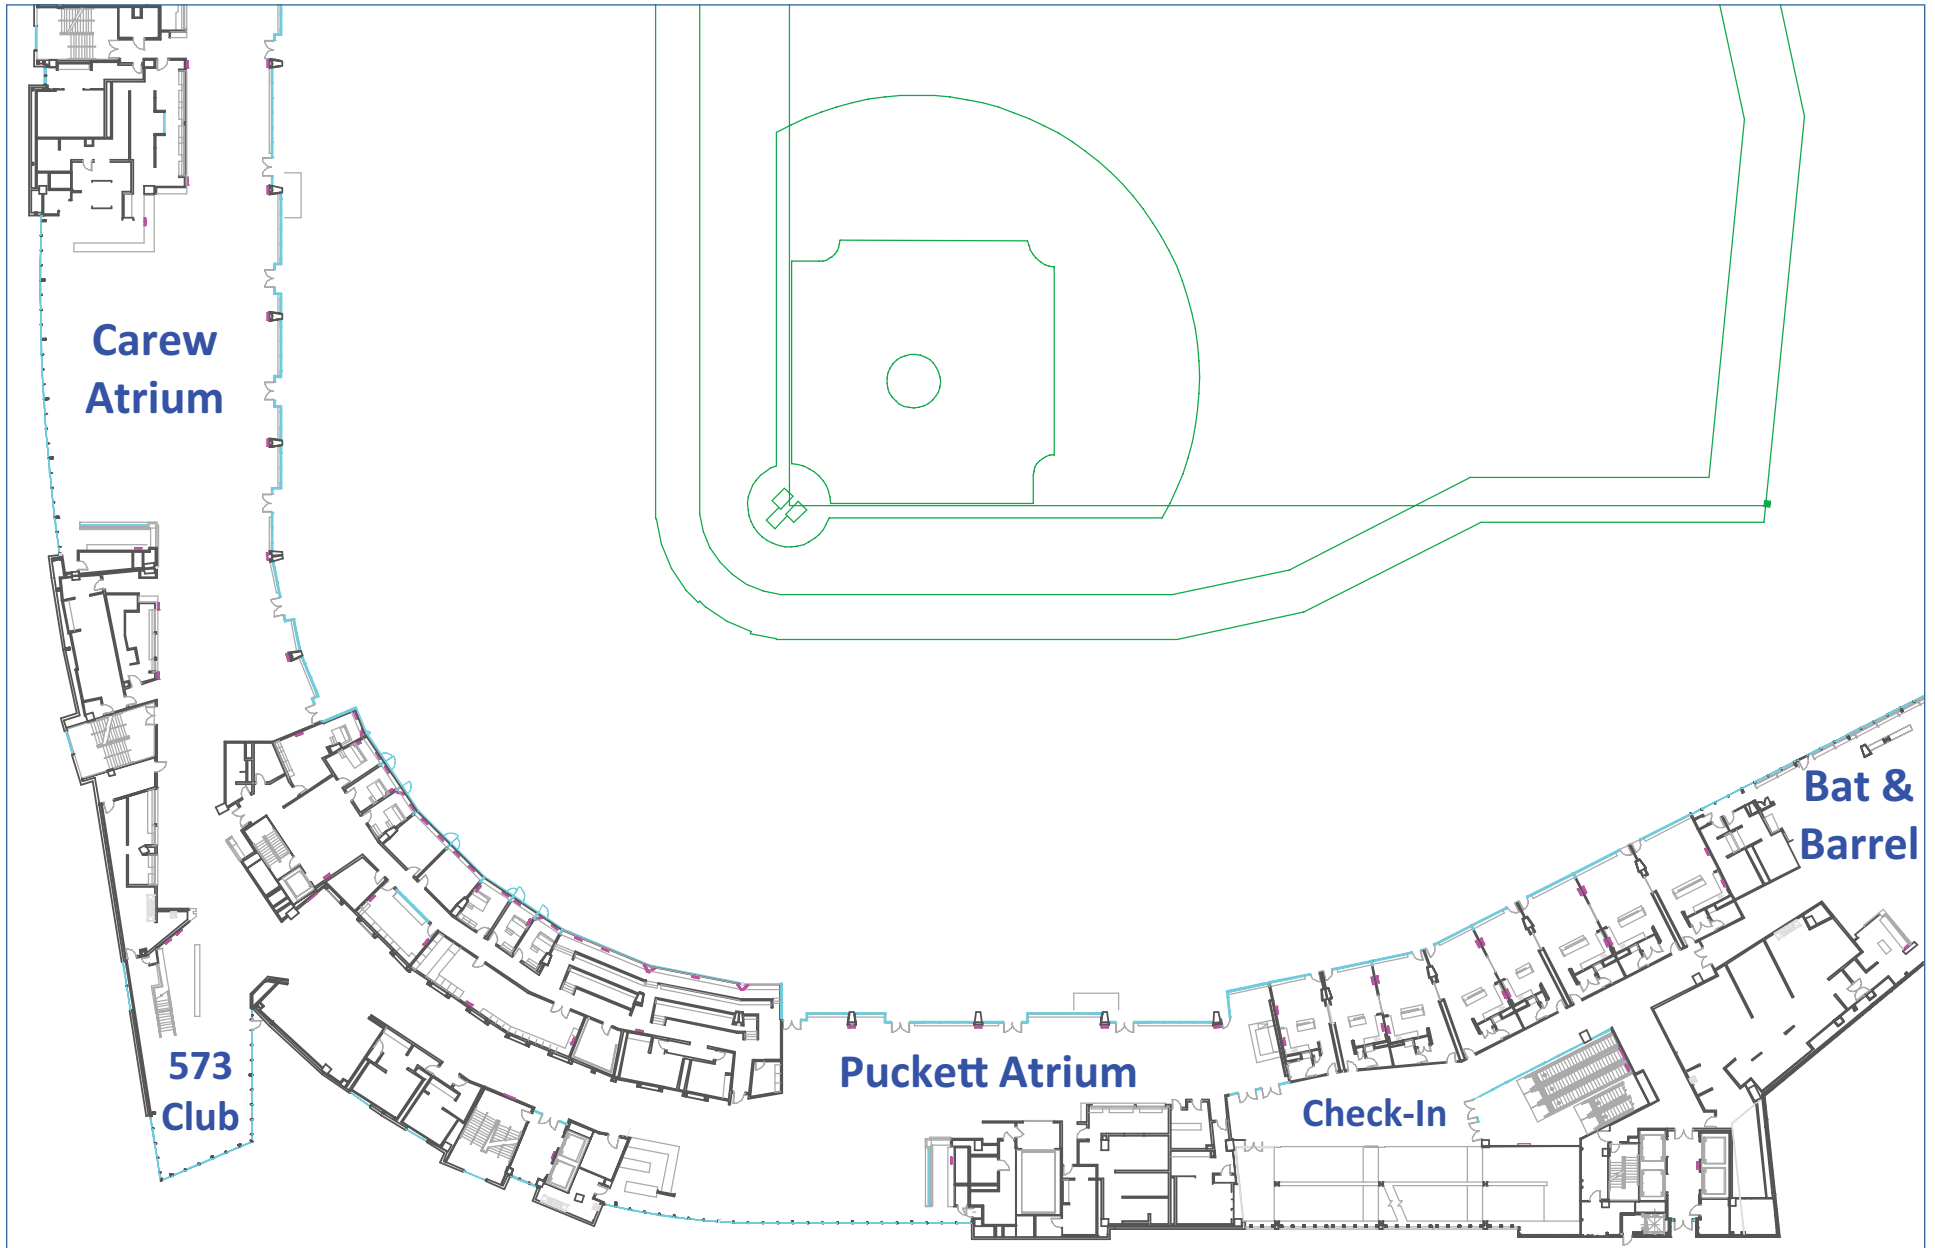 Carew
Atrium
Bat &
Barrel
573
Club
Puckett Atrium
Check-In